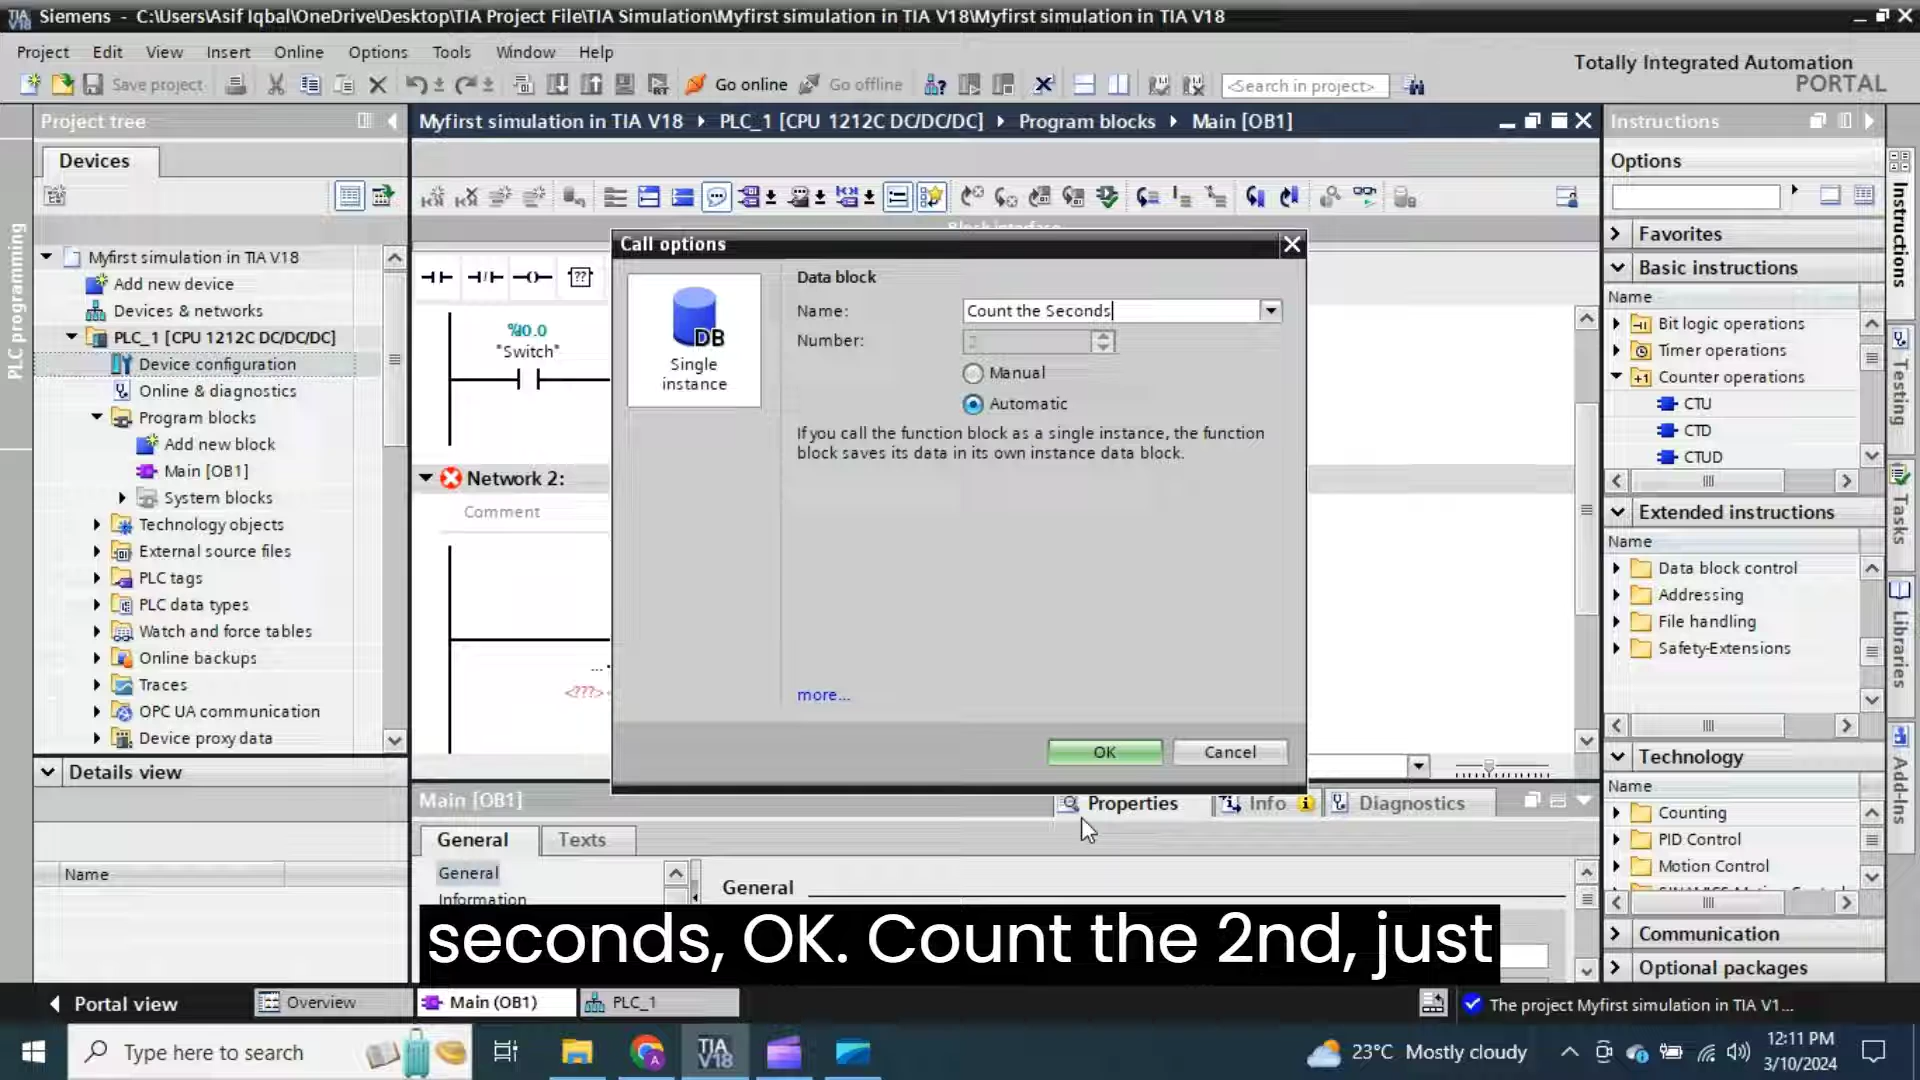 Siemens - C:\Users\Asif Iqbal\OneDrive\Desktop\TIA Project File\TIA Simulation\Myfirst simulation in TIA V18\Myfirst simulation in TIA V18
Project Edit View Insert Online Options Tools Window Help
Totally Integrated Automation
PORTAL
Save project Go online Go offline <Search in project>
Project tree
Myfirst simulation in TIA V18 PLC_1 [CPU 1212C DC/DC/DC] Program blocks Main [OB1]
Instructions
Devices
Options
PLC programming
Myfirst simulation in TIA V18
Add new device
Devices & networks
PLC_1 [CPU 1212C DC/DC/DC]
Device configuration
Online & diagnostics
Program blocks
Add new block
Main [OB1]
System blocks
Technology objects
External source files
PLC tags
PLC data types
Watch and force tables
Online backups
Traces
OPC UA communication
Device proxy data
Details view
Name
%I0.0
"Switch"
Network 2:
Comment
...
<???>
Call options
DB
Single
instance
Data block
Name: Count the Seconds
Number: 2
Manual
Automatic
If you call the function block as a single instance, the function
block saves its data in its own instance data block.
more...
OK Cancel
Favorites
Basic instructions
Name
Bit logic operations
Timer operations
Counter operations
CTU
CTD
CTUD
Extended instructions
Name
Data block control
Addressing
File handling
Safety-Extensions
Technology
Name
Counting
PID Control
Motion Control
Communication
Optional packages
Instructions
Testing
Tasks
Libraries
Add-Ins
Main [OB1]
Properties Info Diagnostics
General Texts
General
Information
General
seconds, OK. Count the 2nd, just
Portal view Overview Main (OB1) PLC_1 The project Myfirst simulation in TIA V1...
Type here to search
TIA
V18
23°C Mostly cloudy
12:11 PM
3/10/2024